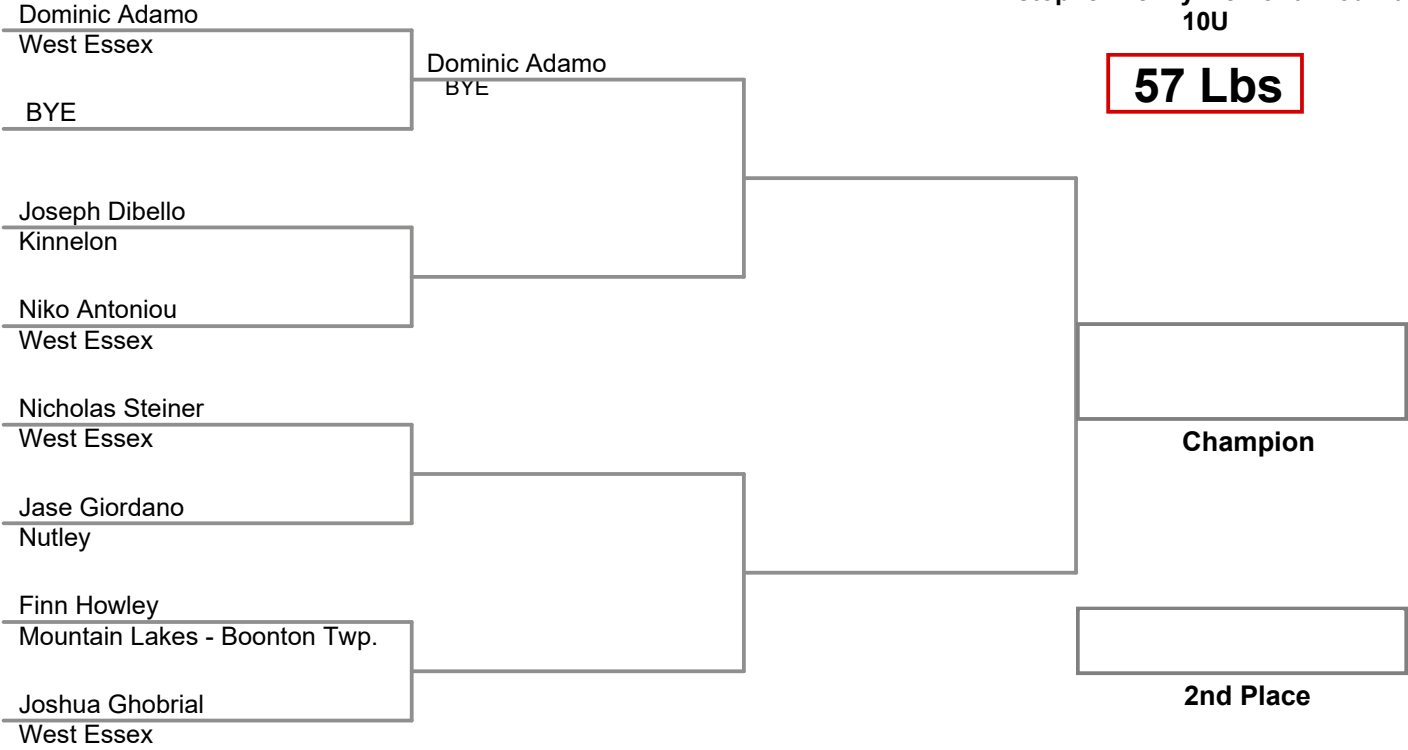 Dominic Adamo
West Essex
BYE
Dominic Adamo
BYE
Joseph Dibello
Kinnelon
Niko Antoniou
West Essex
Nicholas Steiner
West Essex
Jase Giordano
Nutley
Finn Howley
Mountain Lakes - Boonton Twp.
Joshua Ghobrial
West Essex
10U
57 Lbs
Champion
2nd Place